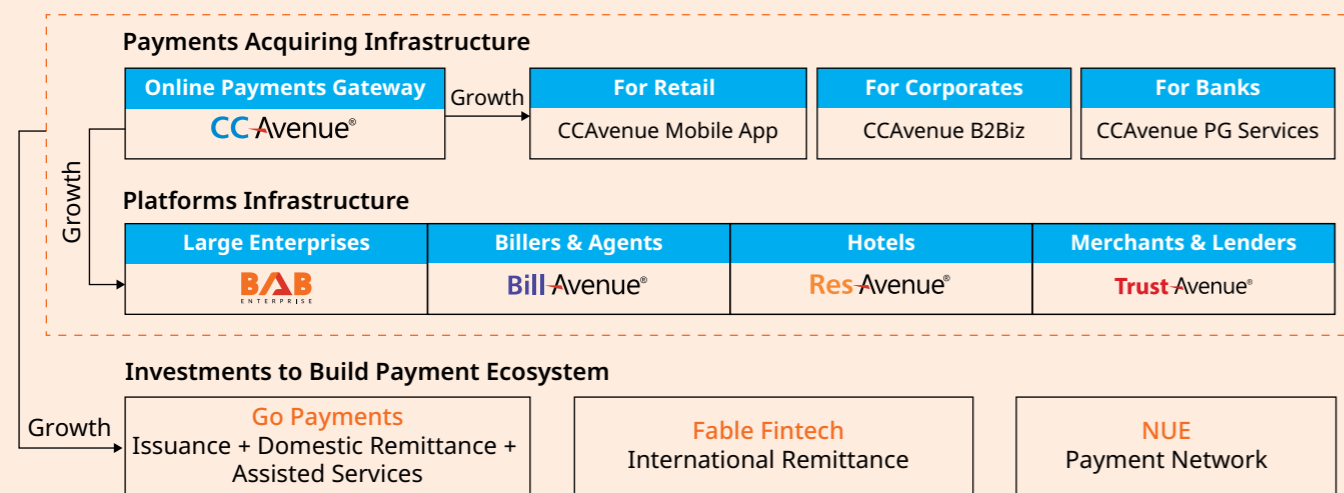 Payments Acquiring Infrastructure
Online Payments Gateway
CCAvenue®
Growth
For Retail
CCAvenue Mobile App
For Corporates
CCAvenue B2Biz
For Banks
CCAvenue PG Services
Growth
Platforms Infrastructure
Large Enterprises
BAB
ENTERPRISE
Billers & Agents
BillAvenue®
Hotels
ResAvenue®
Merchants & Lenders
TrustAvenue®
Investments to Build Payment Ecosystem
Growth
Go Payments
Issuance + Domestic Remittance +
Assisted Services
Fable Fintech
International Remittance
NUE
Payment Network